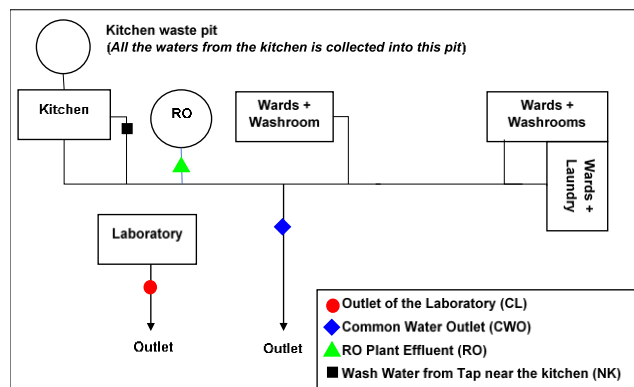 Kitchen waste pit
(All the waters from the kitchen is collected into this pit)
Kitchen
RO
Wards +
Washroom
Wards +
Washrooms
Wards +
Laundry
Laboratory
Outlet
Outlet
Outlet of the Laboratory (CL)
Common Water Outlet (CWO)
RO Plant Effluent (RO)
Wash Water from Tap near the kitchen (NK)